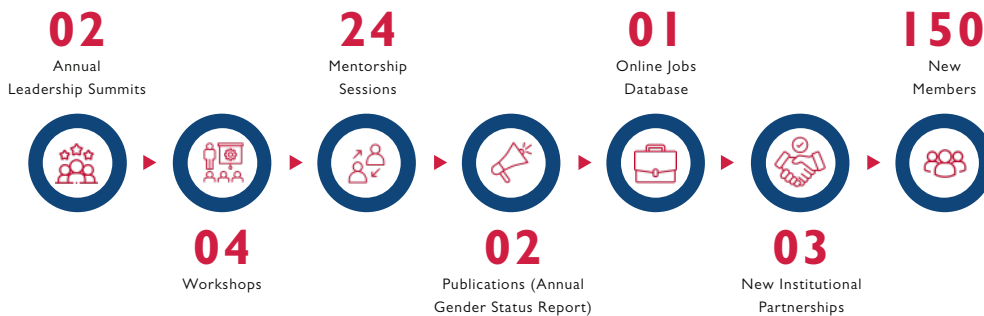 02
Annual
Leadership Summits
04
Workshops
24
Mentorship
Sessions
02
Publications (Annual
Gender Status Report)
01
Online Jobs
Database
03
New Institutional
Partnerships
150
New
Members